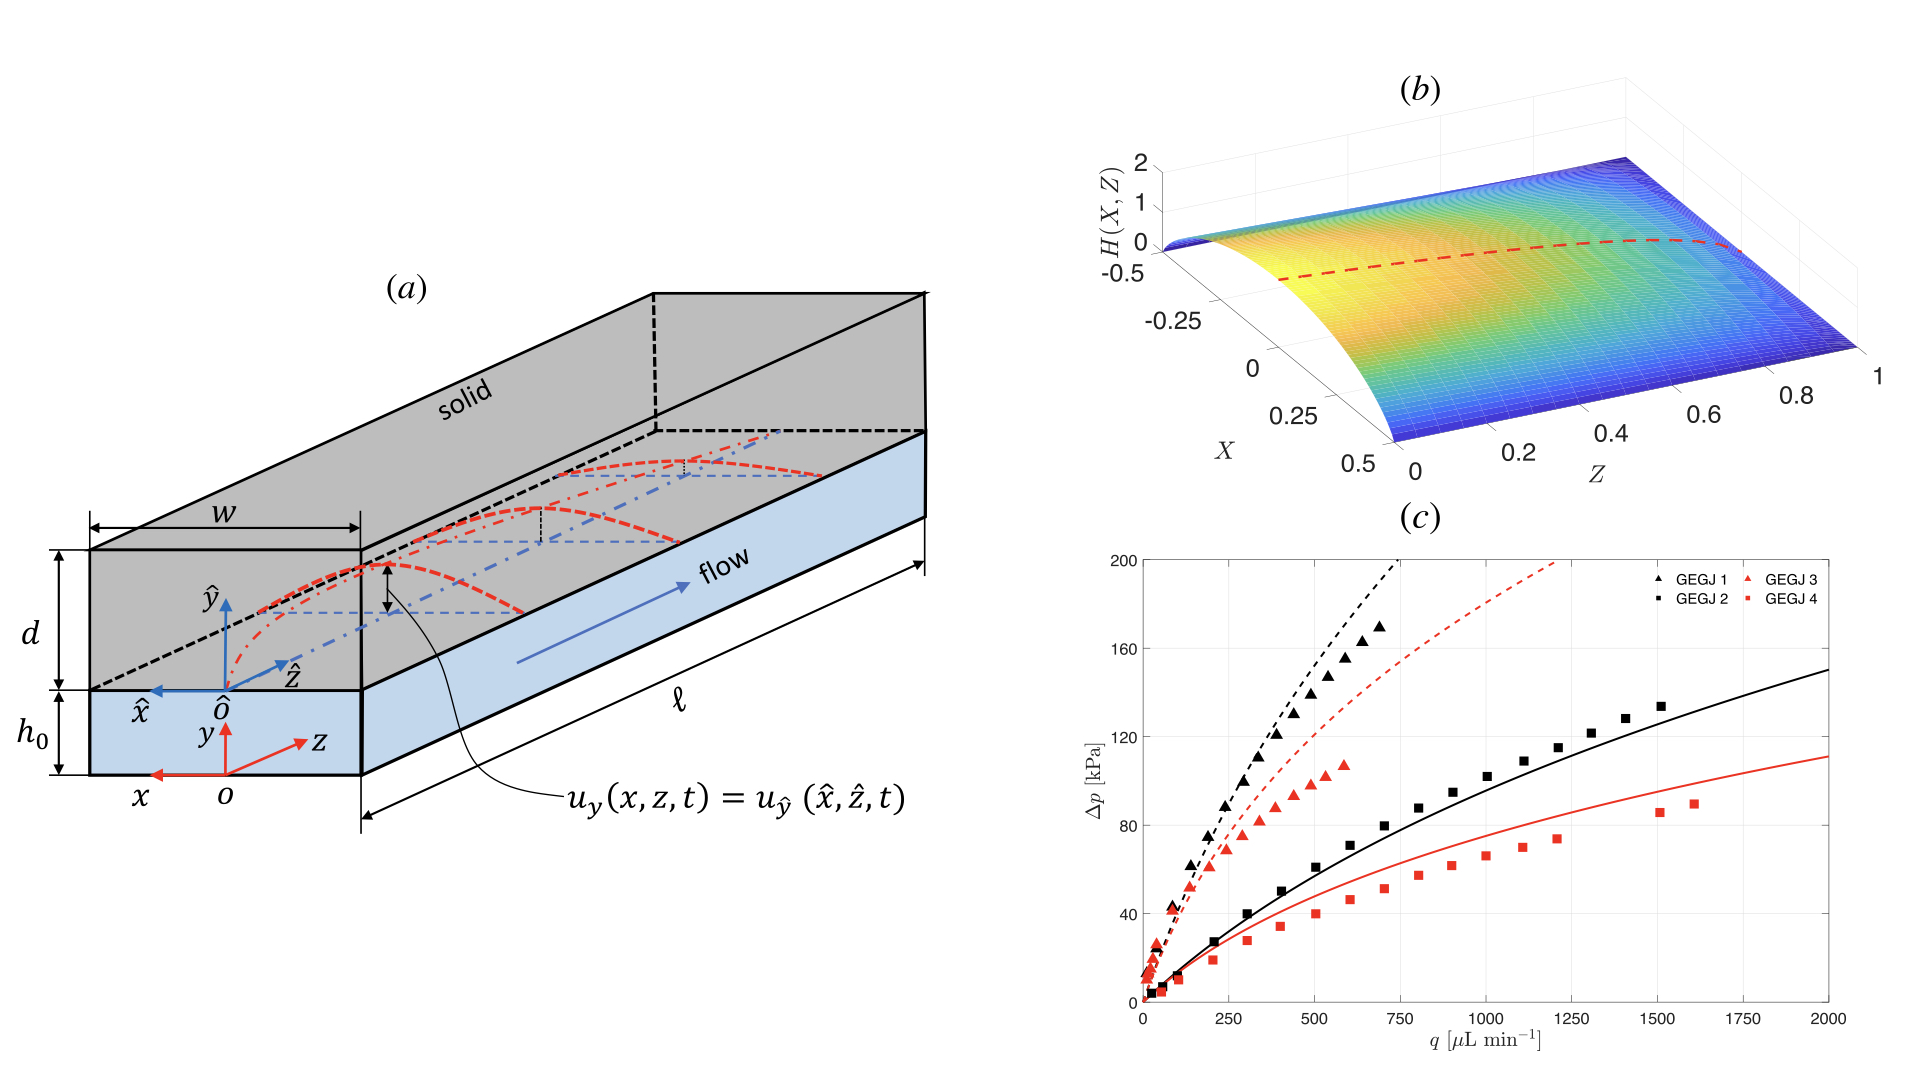 (a)
solid
w
d
h₀
ŷ
ẑ
x̂
ô
y
z
x
o
flow
ℓ
u_y(x, z, t) = u_ŷ (x̂, ẑ, t)
(b)
H(X, Z)
2
1
0
-0.5
-0.25
0
0.25
0.5
X
0
0.2
0.4
0.6
0.8
1
Z
(c)
Δp [kPa]
200
160
120
80
40
0
GEGJ 1
GEGJ 2
GEGJ 3
GEGJ 4
0
250
500
750
1000
1250
1500
1750
2000
q [μL min⁻¹]